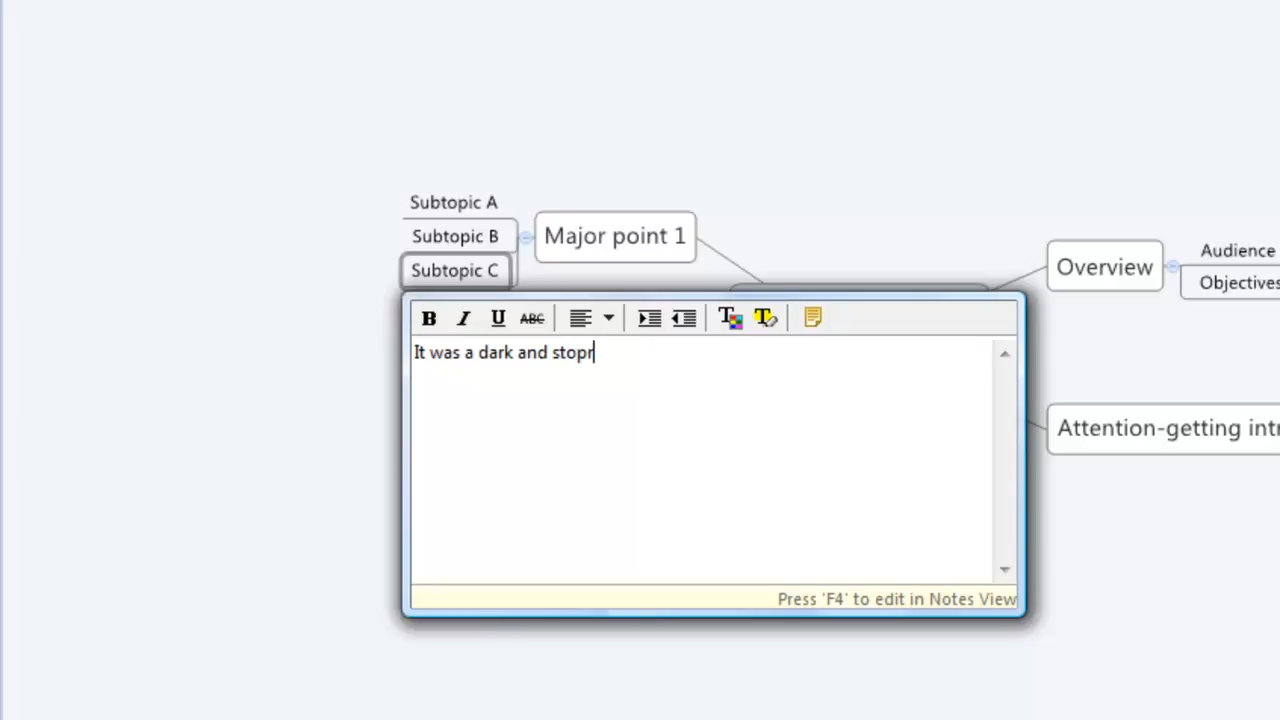 Subtopic A
Subtopic B
Subtopic C
Major point 1
Overview
Audience
Objectives
B I U ABC
It was a dark and stopr
Attention-getting intr
Press 'F4' to edit in Notes View